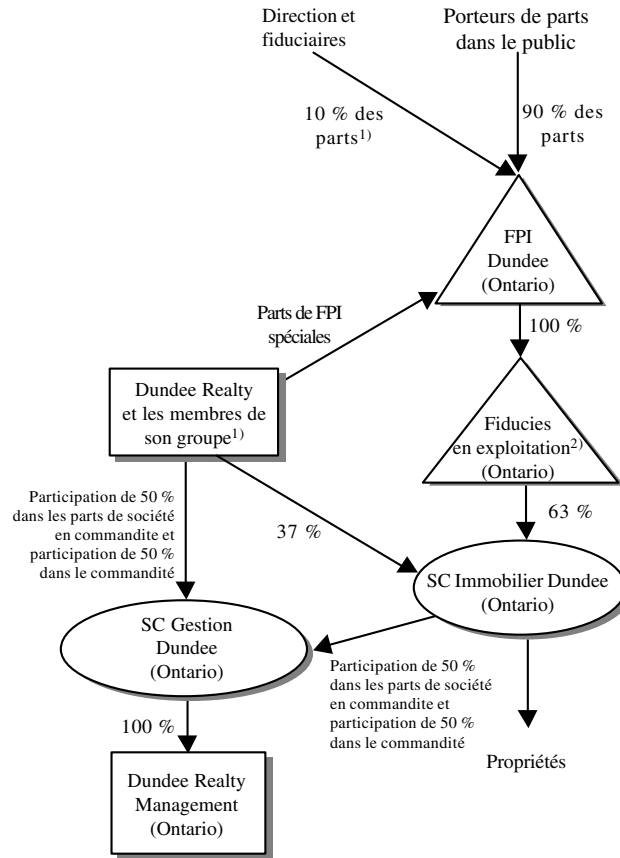 Direction et
fiduciaires
Porteurs de parts
dans le public
10 % des
parts1)
90 % des
parts
FPI
Dundee
(Ontario)
Parts de FPI
spéciales
100 %
Dundee Realty
et les membres de
son groupe1)
Fiducies
en exploitation2)
(Ontario)
Participation de 50 %
dans les parts de société
en commandite et
participation de 50 %
dans le commandité
37 %
63 %
SC Immobilier Dundee
(Ontario)
SC Gestion
Dundee
(Ontario)
Participation de 50 %
dans les parts de société
en commandite et
participation de 50 %
dans le commandité
100 %
Propriétés
Dundee Realty
Management
(Ontario)